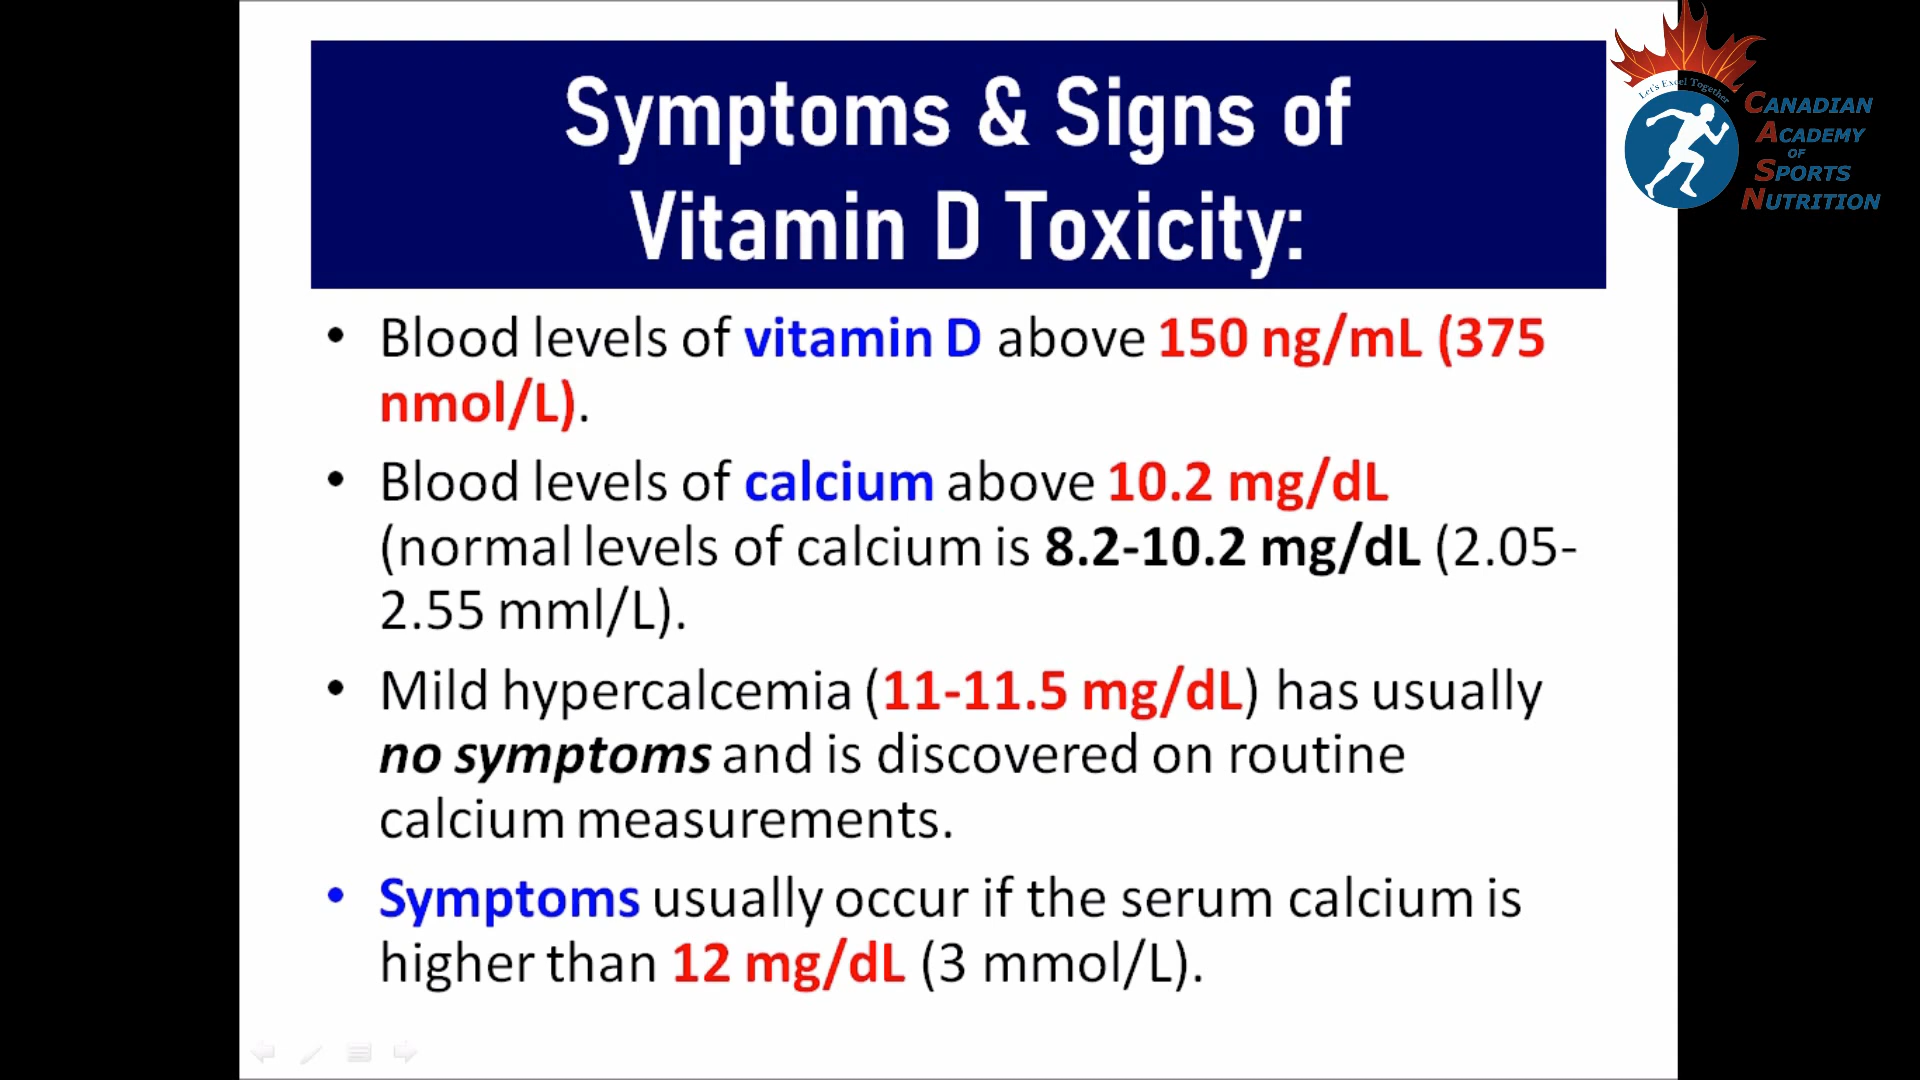 Symptoms & Signs of
Vitamin D Toxicity:
• Blood levels of vitamin D above 150 ng/mL (375
nmol/L).
• Blood levels of calcium above 10.2 mg/dL
(normal levels of calcium is 8.2-10.2 mg/dL (2.05-
2.55 mml/L).
• Mild hypercalcemia (11-11.5 mg/dL) has usually
no symptoms and is discovered on routine
calcium measurements.
• Symptoms usually occur if the serum calcium is
higher than 12 mg/dL (3 mmol/L).
Let's Excel Together
CANADIAN
ACADEMY
OF
SPORTS
NUTRITION